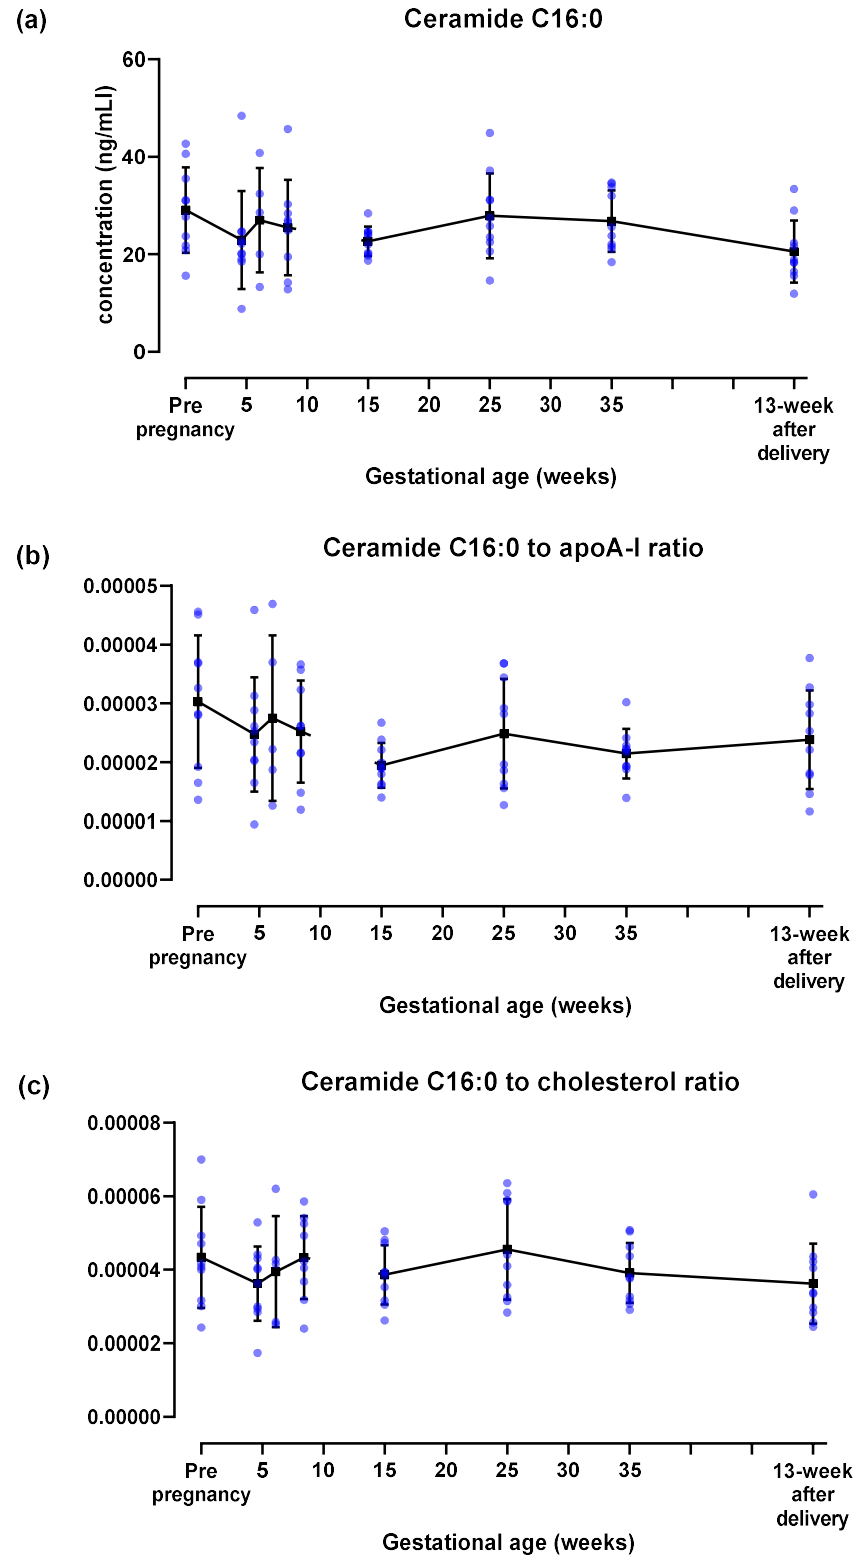 (a)
Ceramide C16:0
concentration (ng/mLl)
60
40
20
0
Pre pregnancy 5 10 15 20 25 30 35 13-week after delivery
Gestational age (weeks)
(b)
Ceramide C16:0 to apoA-I ratio
0.00005
0.00004
0.00003
0.00002
0.00001
0.00000
Pre pregnancy 5 10 15 20 25 30 35 13-week after delivery
Gestational age (weeks)
(c)
Ceramide C16:0 to cholesterol ratio
0.00008
0.00006
0.00004
0.00002
0.00000
Pre pregnancy 5 10 15 20 25 30 35 13-week after delivery
Gestational age (weeks)